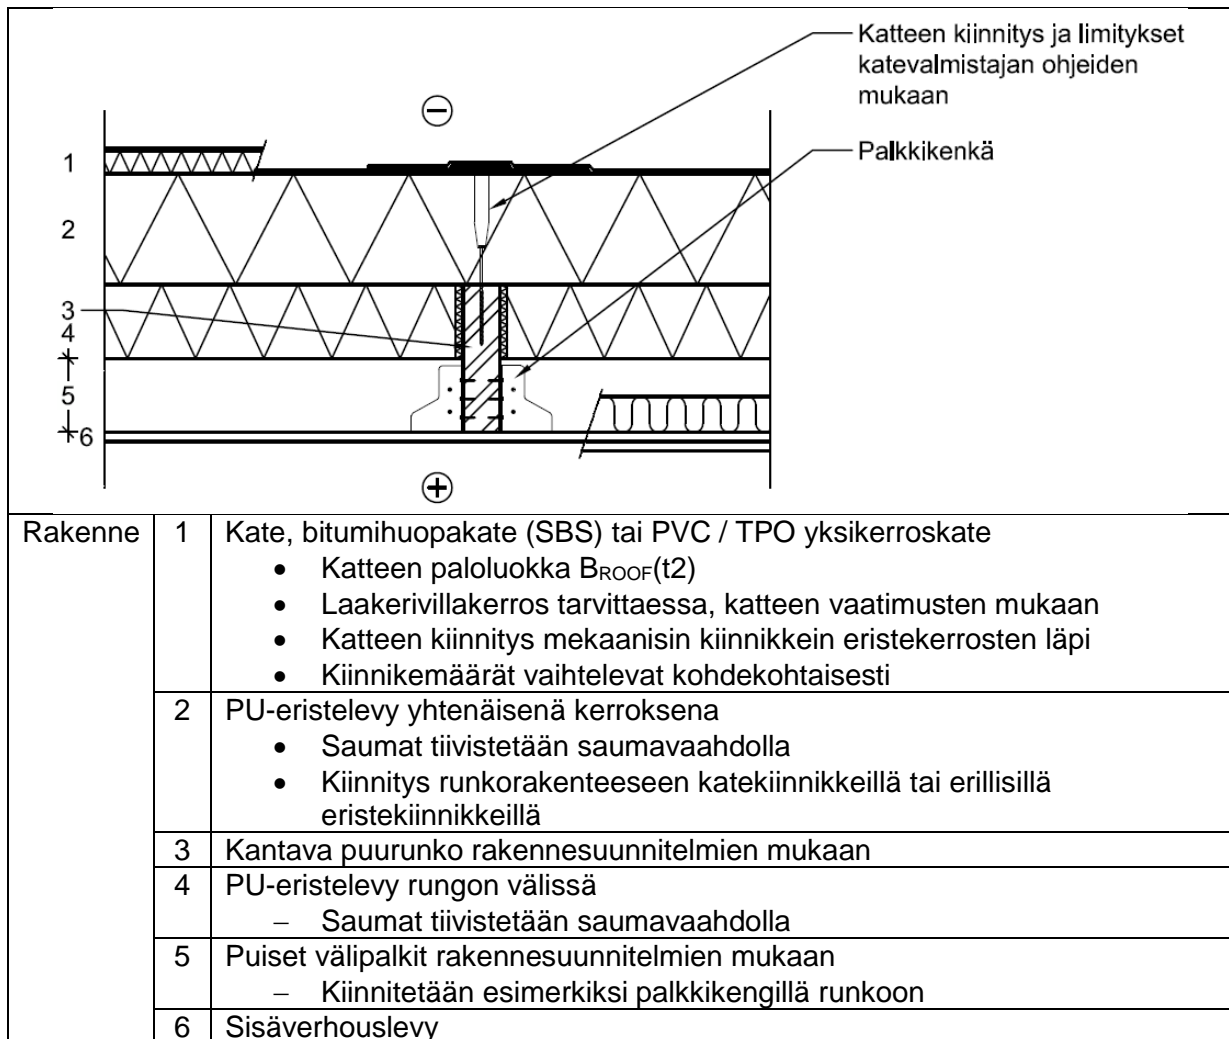 Katteen kiinnitys ja limitykset
katevalmistajan ohjeiden
mukaan
−
1
Palkkikenkä
2
3
4
5
6
+
Rakenne 1 Kate, bitumihuopakate (SBS) tai PVC / TPO yksikerroskate
• Katteen paloluokka BROOF(t2)
• Laakerivillakerros tarvittaessa, katteen vaatimusten mukaan
• Katteen kiinnitys mekaanisin kiinnikkein eristekerrosten läpi
• Kiinnikemäärät vaihtelevat kohdekohtaisesti
2 PU-eristelevy yhtenäisenä kerroksena
• Saumat tiivistetään saumavaahdolla
• Kiinnitys runkorakenteeseen katekiinnikkeillä tai erillisillä
eristekiinnikkeillä
3 Kantava puurunko rakennesuunnitelmien mukaan
4 PU-eristelevy rungon välissä
– Saumat tiivistetään saumavaahdolla
5 Puiset välipalkit rakennesuunnitelmien mukaan
– Kiinnitetään esimerkiksi palkkikengillä runkoon
6 Sisäverhouslevy